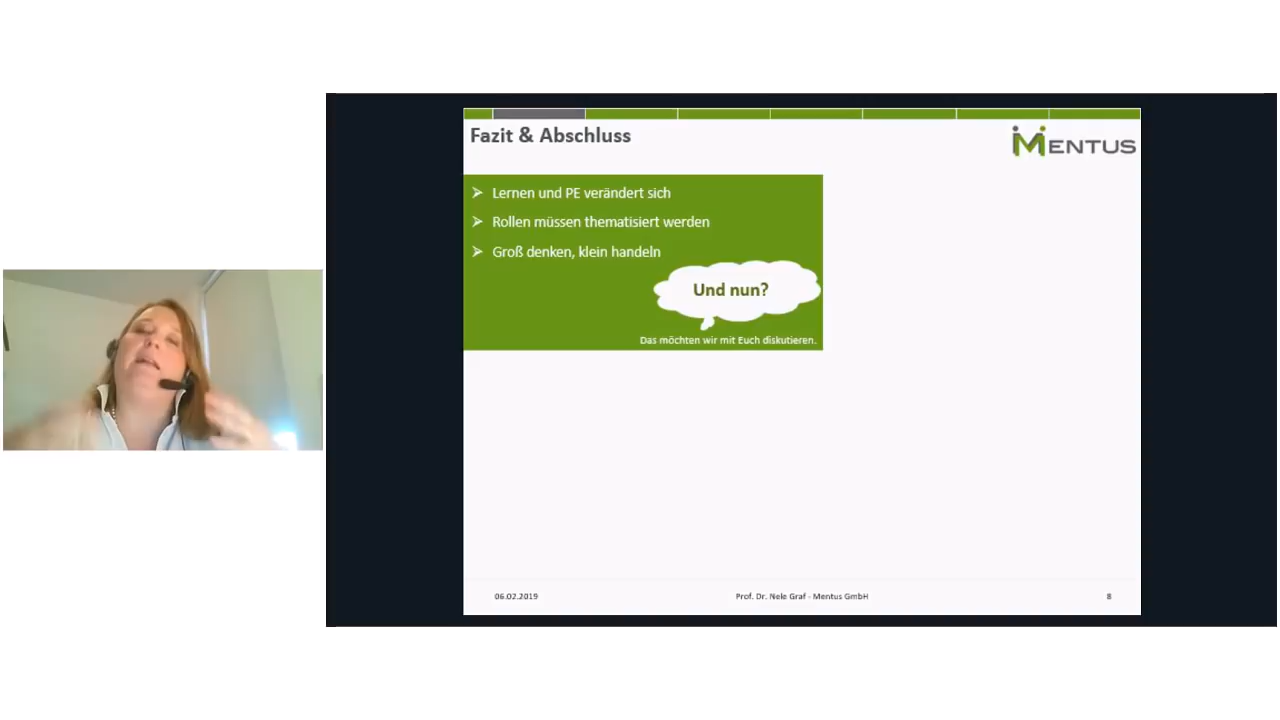 Fazit & Abschluss
MENTUS
Lernen und PE verändert sich
Rollen müssen thematisiert werden
Groß denken, klein handeln
Und nun?
Das möchten wir mit Euch diskutieren.
06.02.2019
Prof. Dr. Nele Graf - Mentus GmbH
8